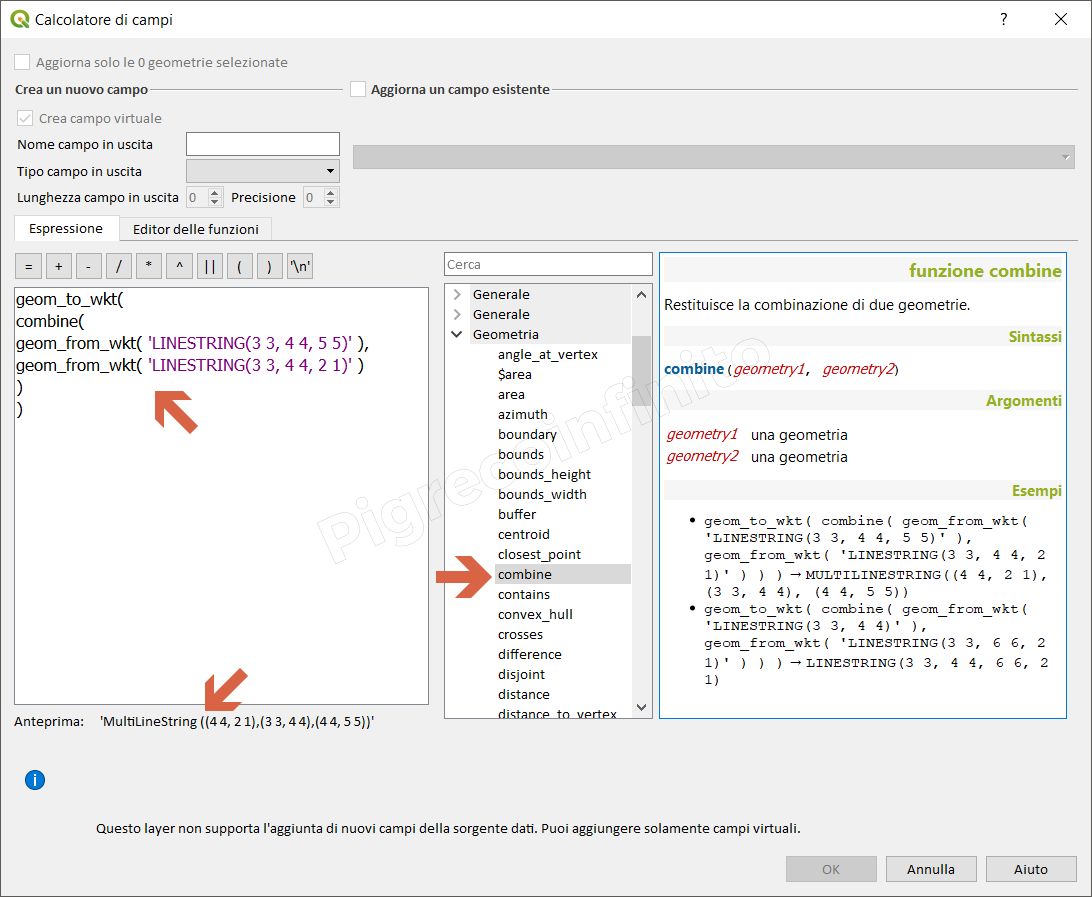 Calcolatore di campi
?
Aggiorna solo le 0 geometrie selezionate
Crea un nuovo campo
Aggiorna un campo esistente
Crea campo virtuale
Nome campo in uscita
Tipo campo in uscita
Lunghezza campo in uscita 0 Precisione 0
Espressione Editor delle funzioni
= + - / * ^ || ( ) '\n'
geom_to_wkt(
combine(
geom_from_wkt( 'LINESTRING(3 3, 4 4, 5 5)' ),
geom_from_wkt( 'LINESTRING(3 3, 4 4, 2 1)' )
)
)
Anteprima: 'MultiLineString ((4 4, 2 1),(3 3, 4 4),(4 4, 5 5))'
Cerca
Generale
Generale
Geometria
angle_at_vertex
$area
area
azimuth
boundary
bounds
bounds_height
bounds_width
buffer
centroid
closest_point
combine
contains
convex_hull
crosses
difference
disjoint
distance
distance_to_vertex
funzione combine
Restituisce la combinazione di due geometrie.
Sintassi
combine(geometry1, geometry2)
Argomenti
geometry1 una geometria
geometry2 una geometria
Esempi
• geom_to_wkt( combine( geom_from_wkt(
'LINESTRING(3 3, 4 4, 5 5)' ),
geom_from_wkt( 'LINESTRING(3 3, 4 4, 2
1)' ) ) ) → MULTILINESTRING((4 4, 2 1),
(3 3, 4 4), (4 4, 5 5))
• geom_to_wkt( combine( geom_from_wkt(
'LINESTRING(3 3, 4 4)' ),
geom_from_wkt( 'LINESTRING(3 3, 6 6, 2
1)' ) ) ) → LINESTRING(3 3, 4 4, 6 6, 2
1)
Pigrecoinfinito
i
Questo layer non supporta l'aggiunta di nuovi campi della sorgente dati. Puoi aggiungere solamente campi virtuali.
OK Annulla Aiuto